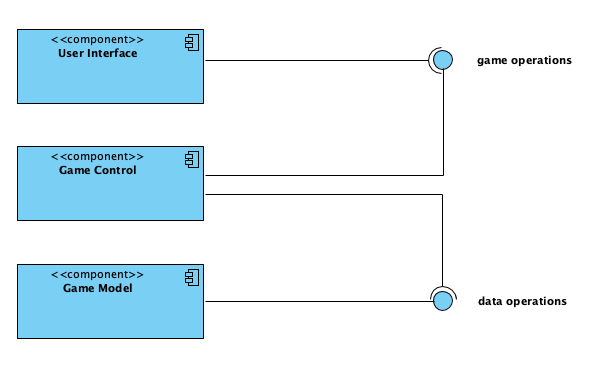 <<component>>
User Interface
game operations
<<component>>
Game Control
<<component>>
Game Model
data operations